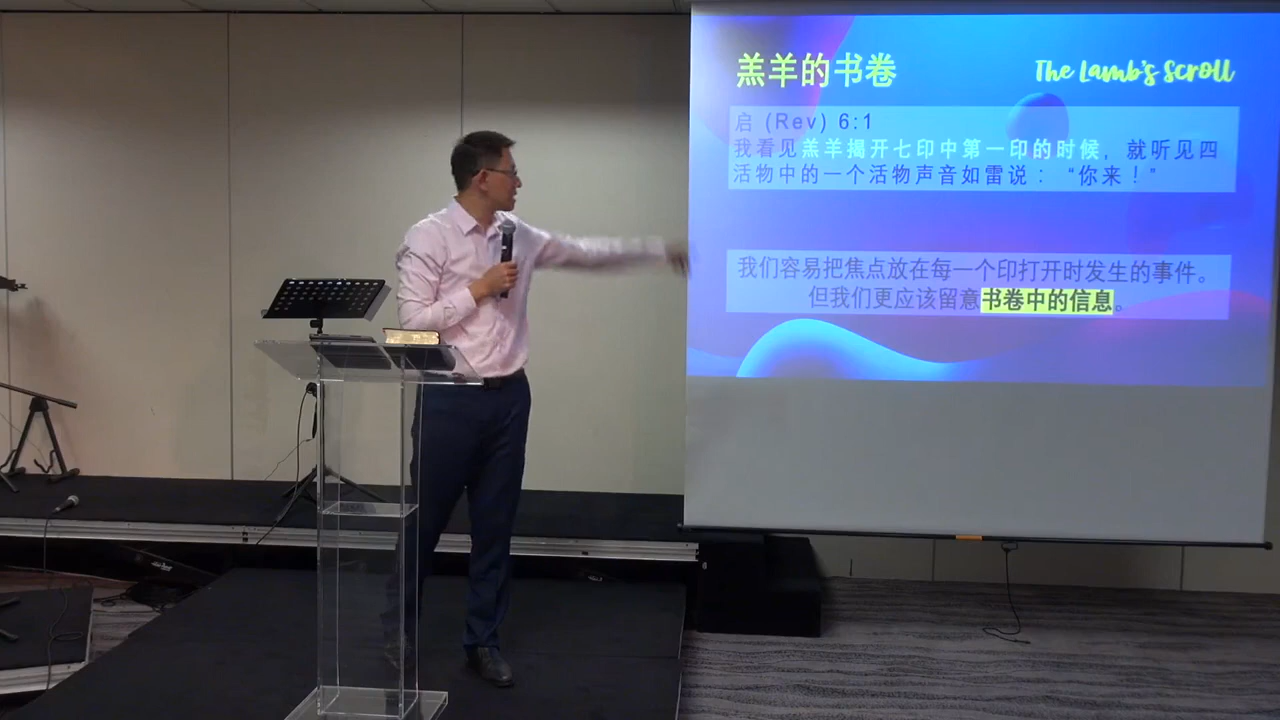 羔羊的书卷
The Lamb's Scroll
启 (Rev) 6:1
我看见羔羊揭开七印中第一印的时候，就听见四
活物中的一个活物声音如雷说：“你来！”
我们容易把焦点放在每一个印打开时发生的事件。
但我们更应该留意书卷中的信息。